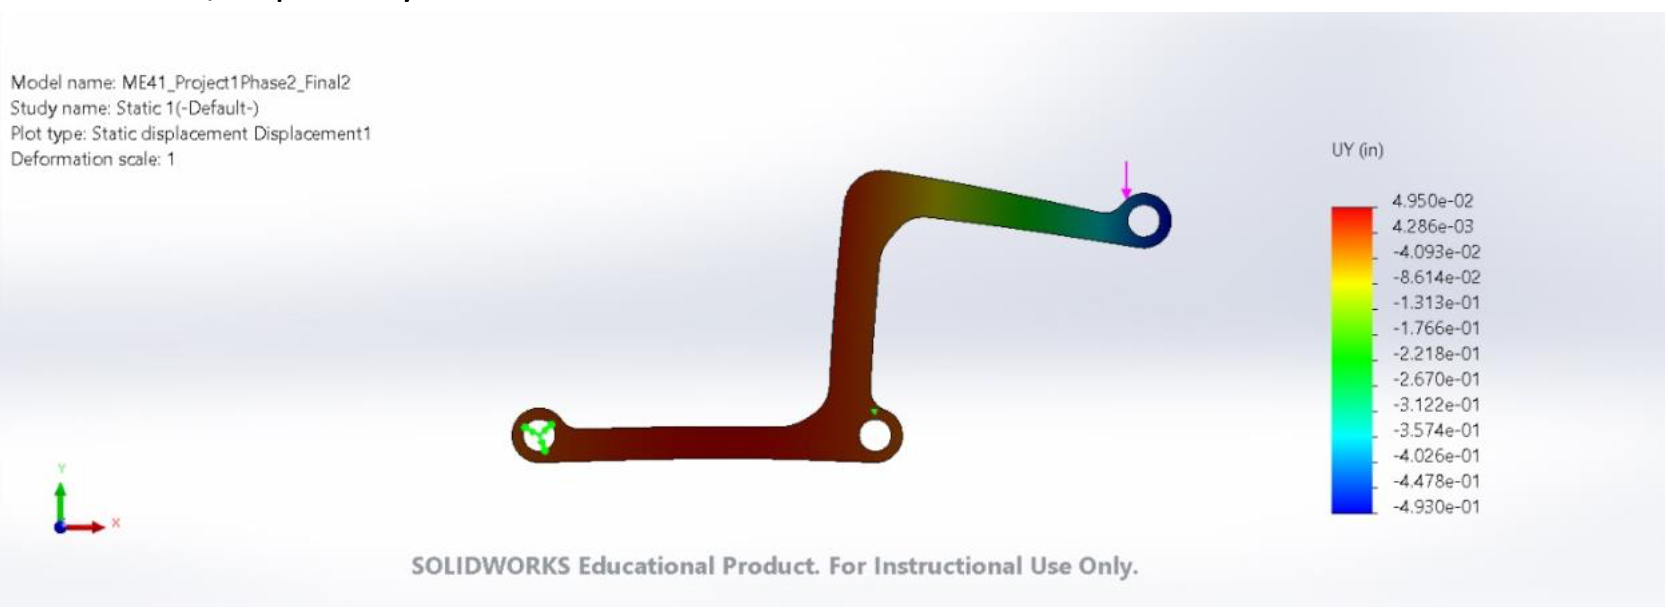 Model name: ME41_Project1Phase2_Final2
Study name: Static 1(-Default-)
Plot type: Static displacement Displacement1
Deformation scale: 1
UY (in)
4.950e-02
4.286e-03
-4.093e-02
-8.614e-02
-1.313e-01
-1.766e-01
-2.218e-01
-2.670e-01
-3.122e-01
-3.574e-01
-4.026e-01
-4.478e-01
-4.930e-01
Y
X
SOLIDWORKS Educational Product. For Instructional Use Only.